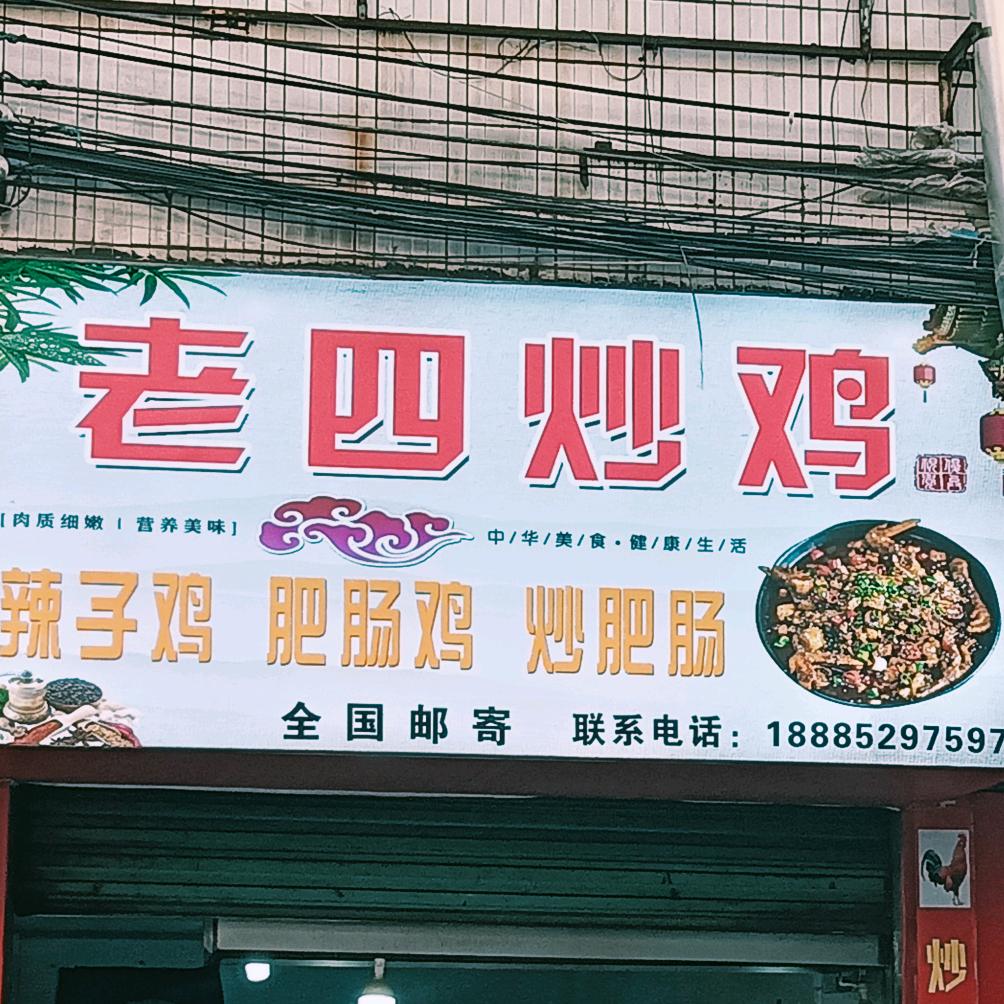 老四炒鸡
[肉质细嫩 | 营养美味]
中/华/美/食·健/康/生/活
辣子鸡 肥肠鸡 炒肥肠
全国邮寄 联系电话：18885297597
炒